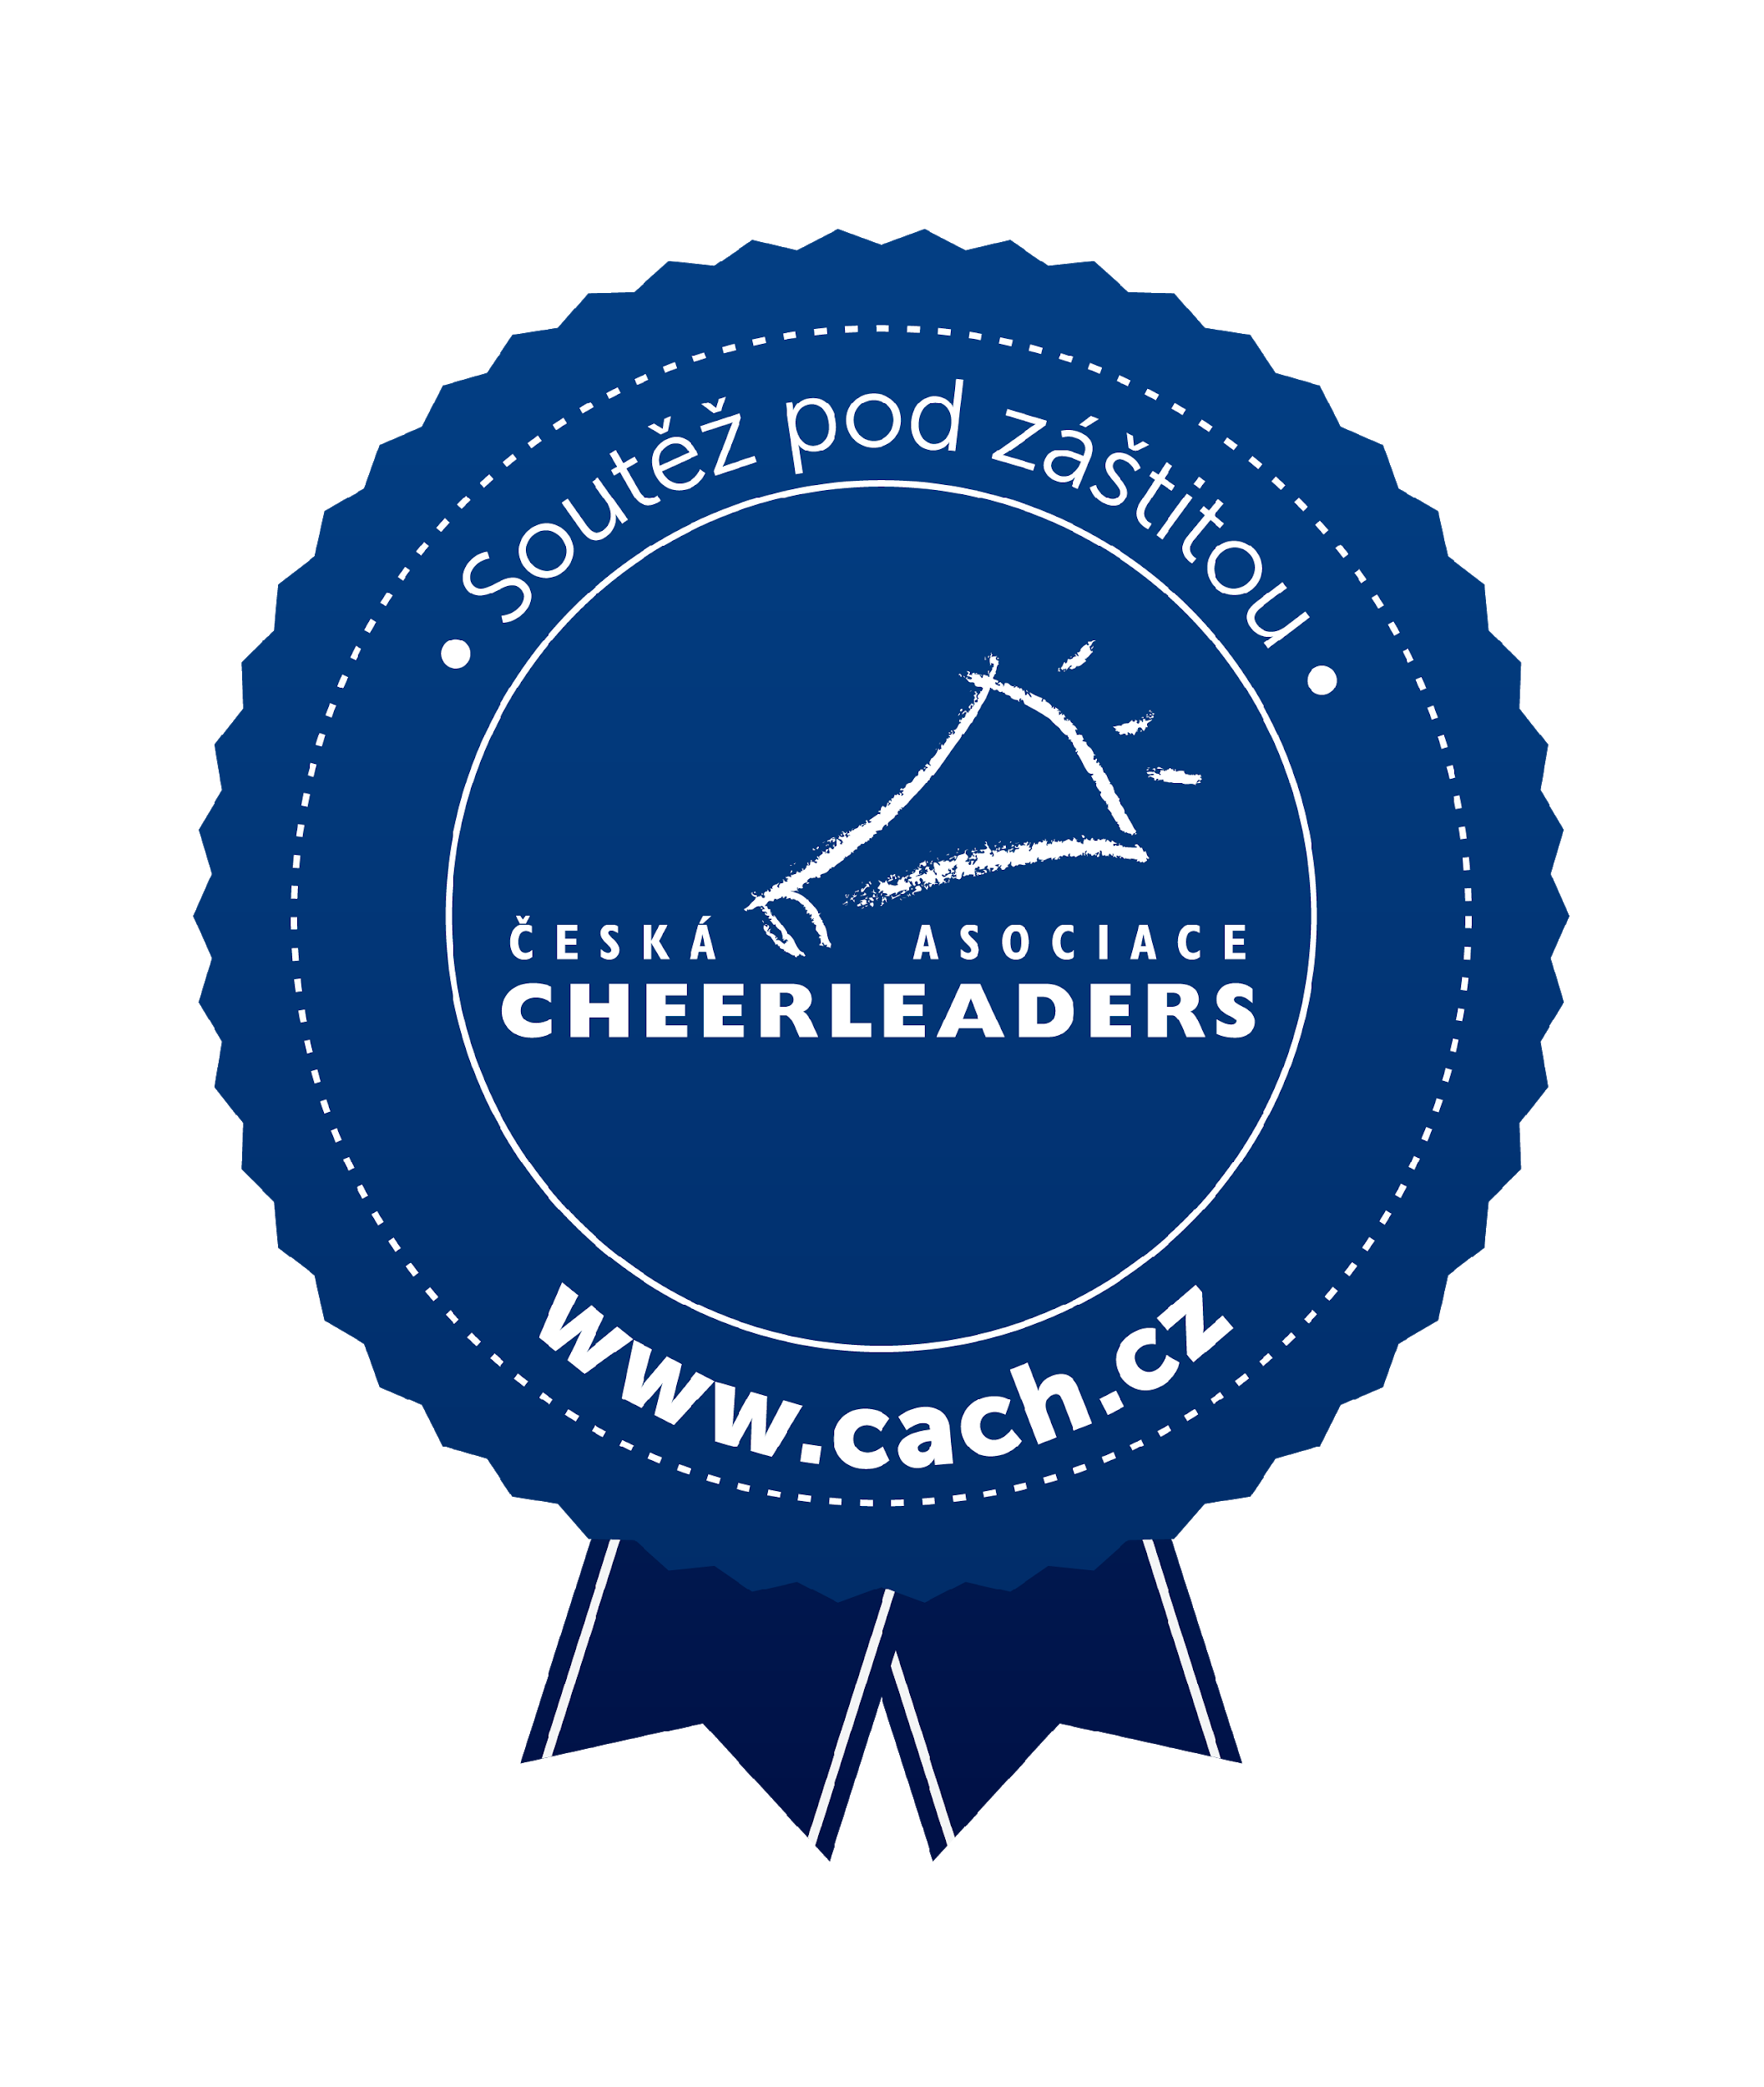 Soutěž pod záštitou
ČESKÁ ASOCIACE
CHEERLEADERS
www.cach.cz